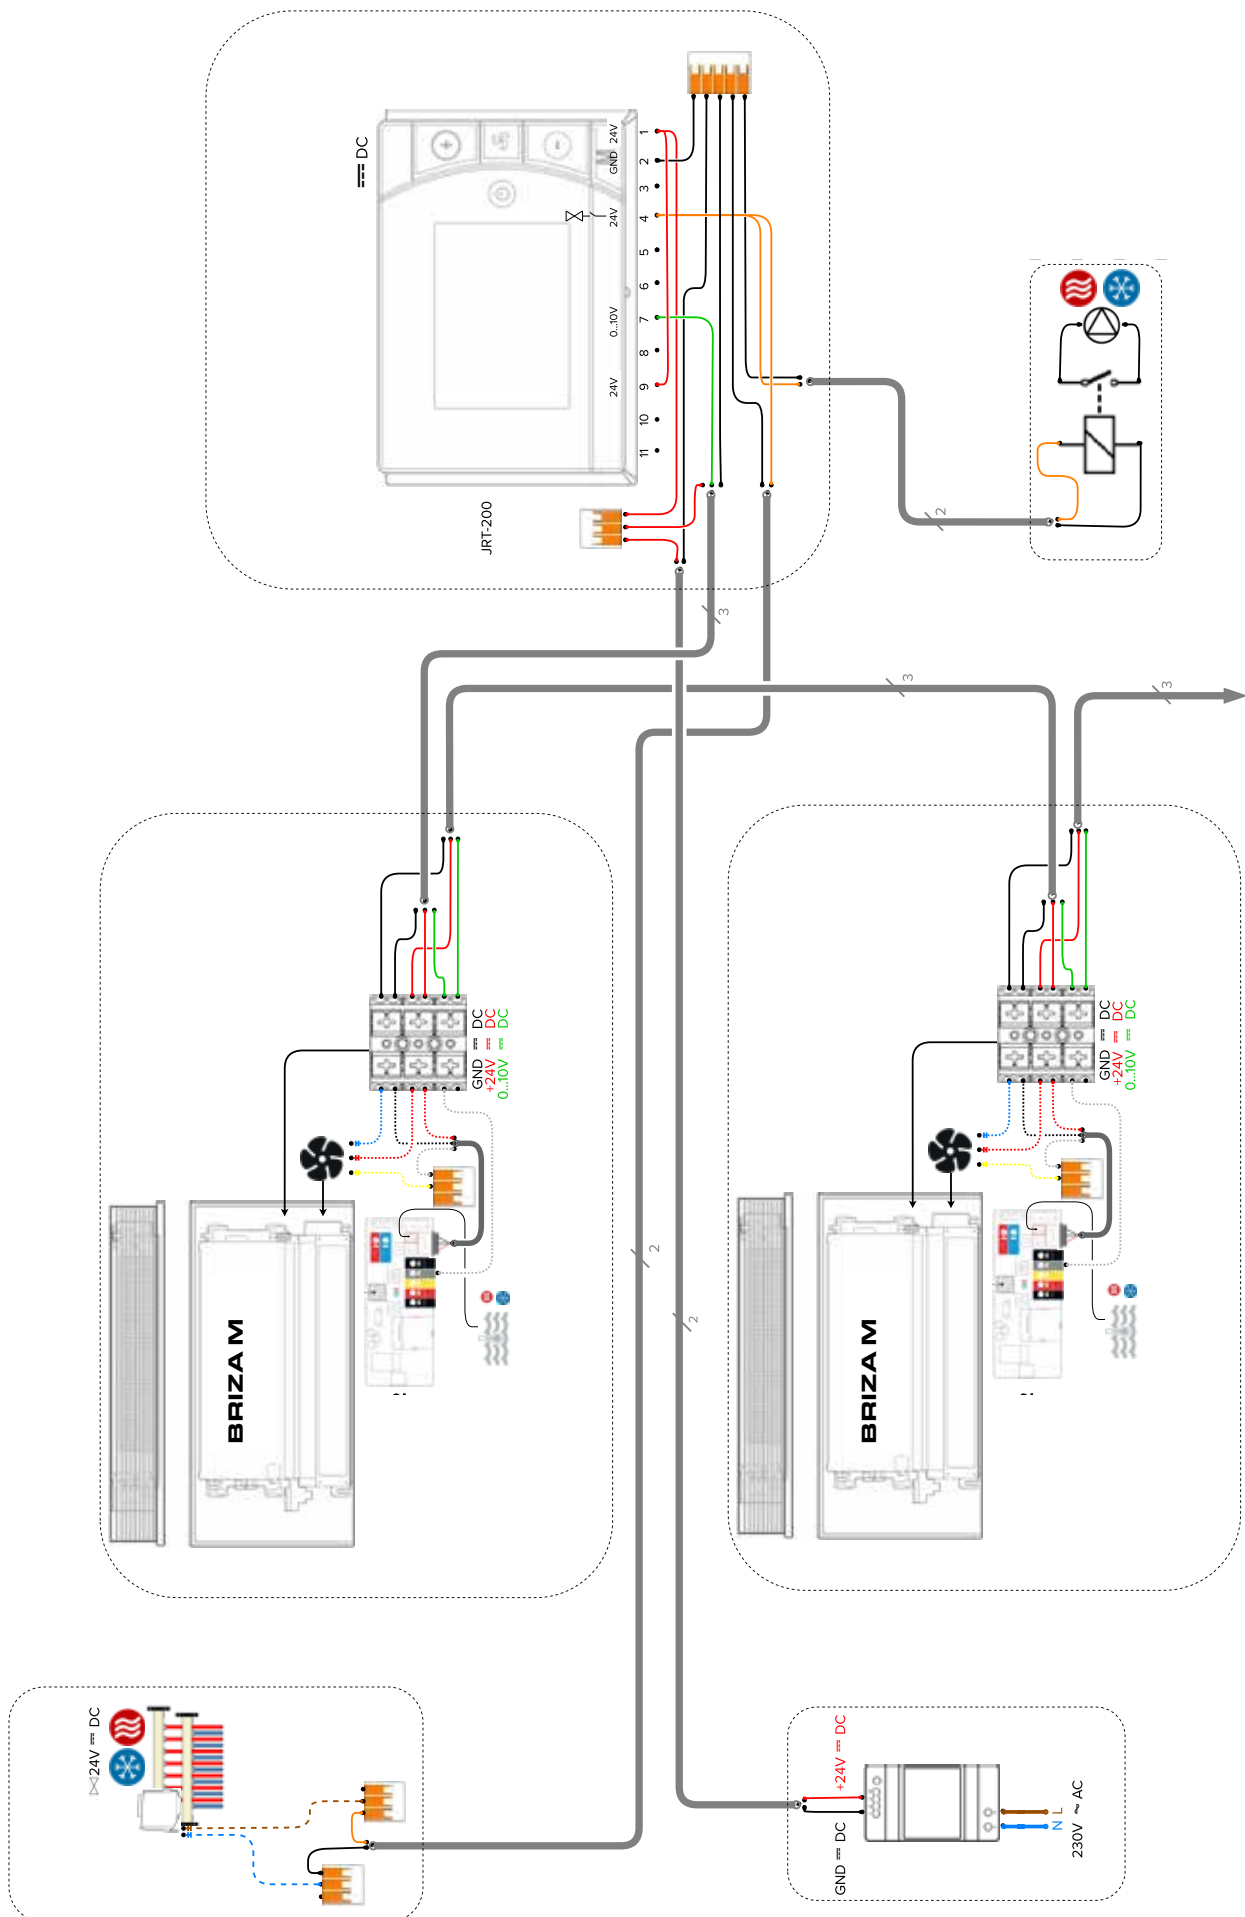 DC
24V
GND
24V
0...10V
24V
1
2
3
4
5
6
7
8
9
10
11
JRT-200
2
3
3
3
GND DC
+24V DC
0...10V DC
GND DC
+24V DC
0...10V DC
2
2
BRIZA M
BRIZA M
24V DC
+24V DC
GND DC
L
N
230V ~ AC